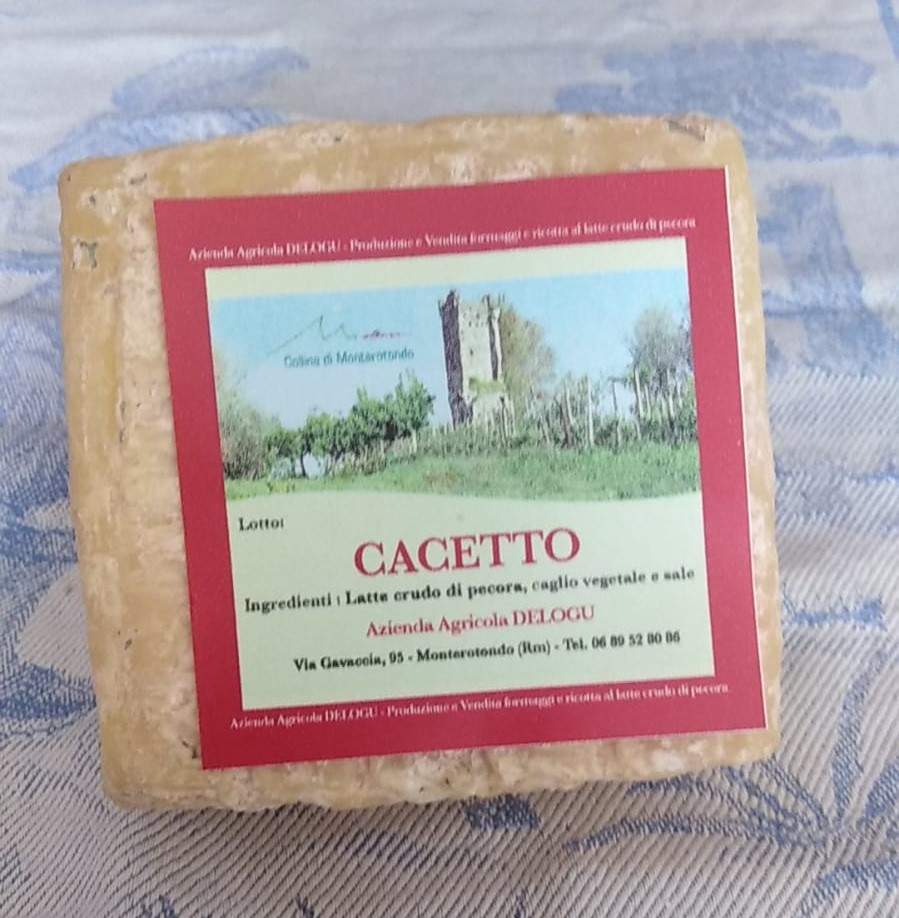 Azienda Agricola DELOGU - Produzione e Vendita formaggi e ricotta al latte crudo di pecora
Collina di Monterotondo
Lotto:
CACETTO
Ingredienti : Latte crudo di pecora, caglio vegetale e sale
Azienda Agricola DELOGU
Via Gavaccia, 95 - Monterotondo (Rm) - Tel. 06 89 52 80 86
Azienda Agricola DELOGU - Produzione e Vendita formaggi e ricotta al latte crudo di pecora